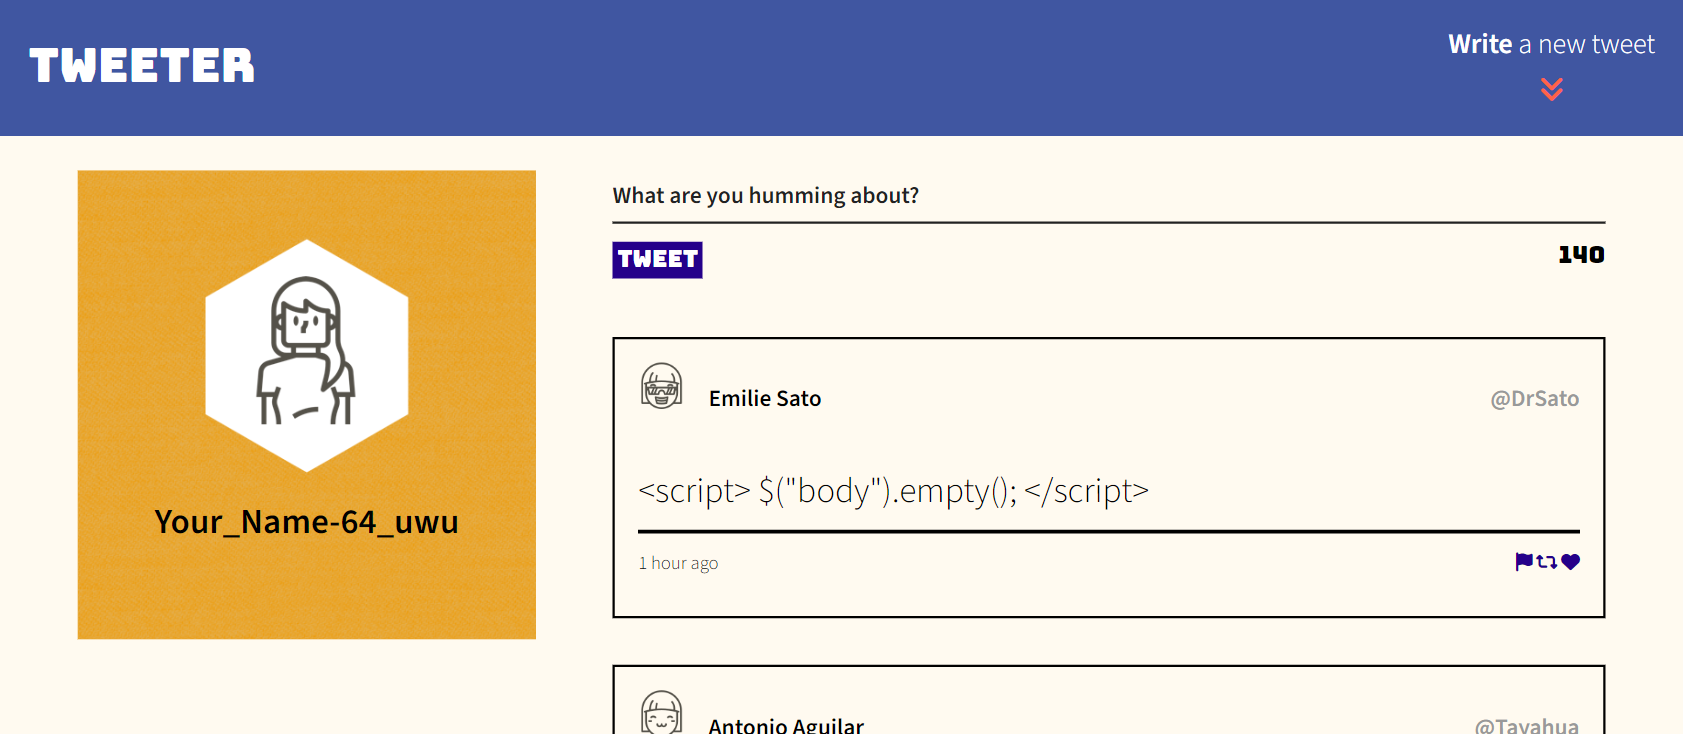 TWEETER
Write a new tweet
Your_Name-64_uwu
What are you humming about?
TWEET
140
Emilie Sato
@DrSato
<script> $("body").empty(); </script>
1 hour ago
Antonio Aguilar
@Tayahua